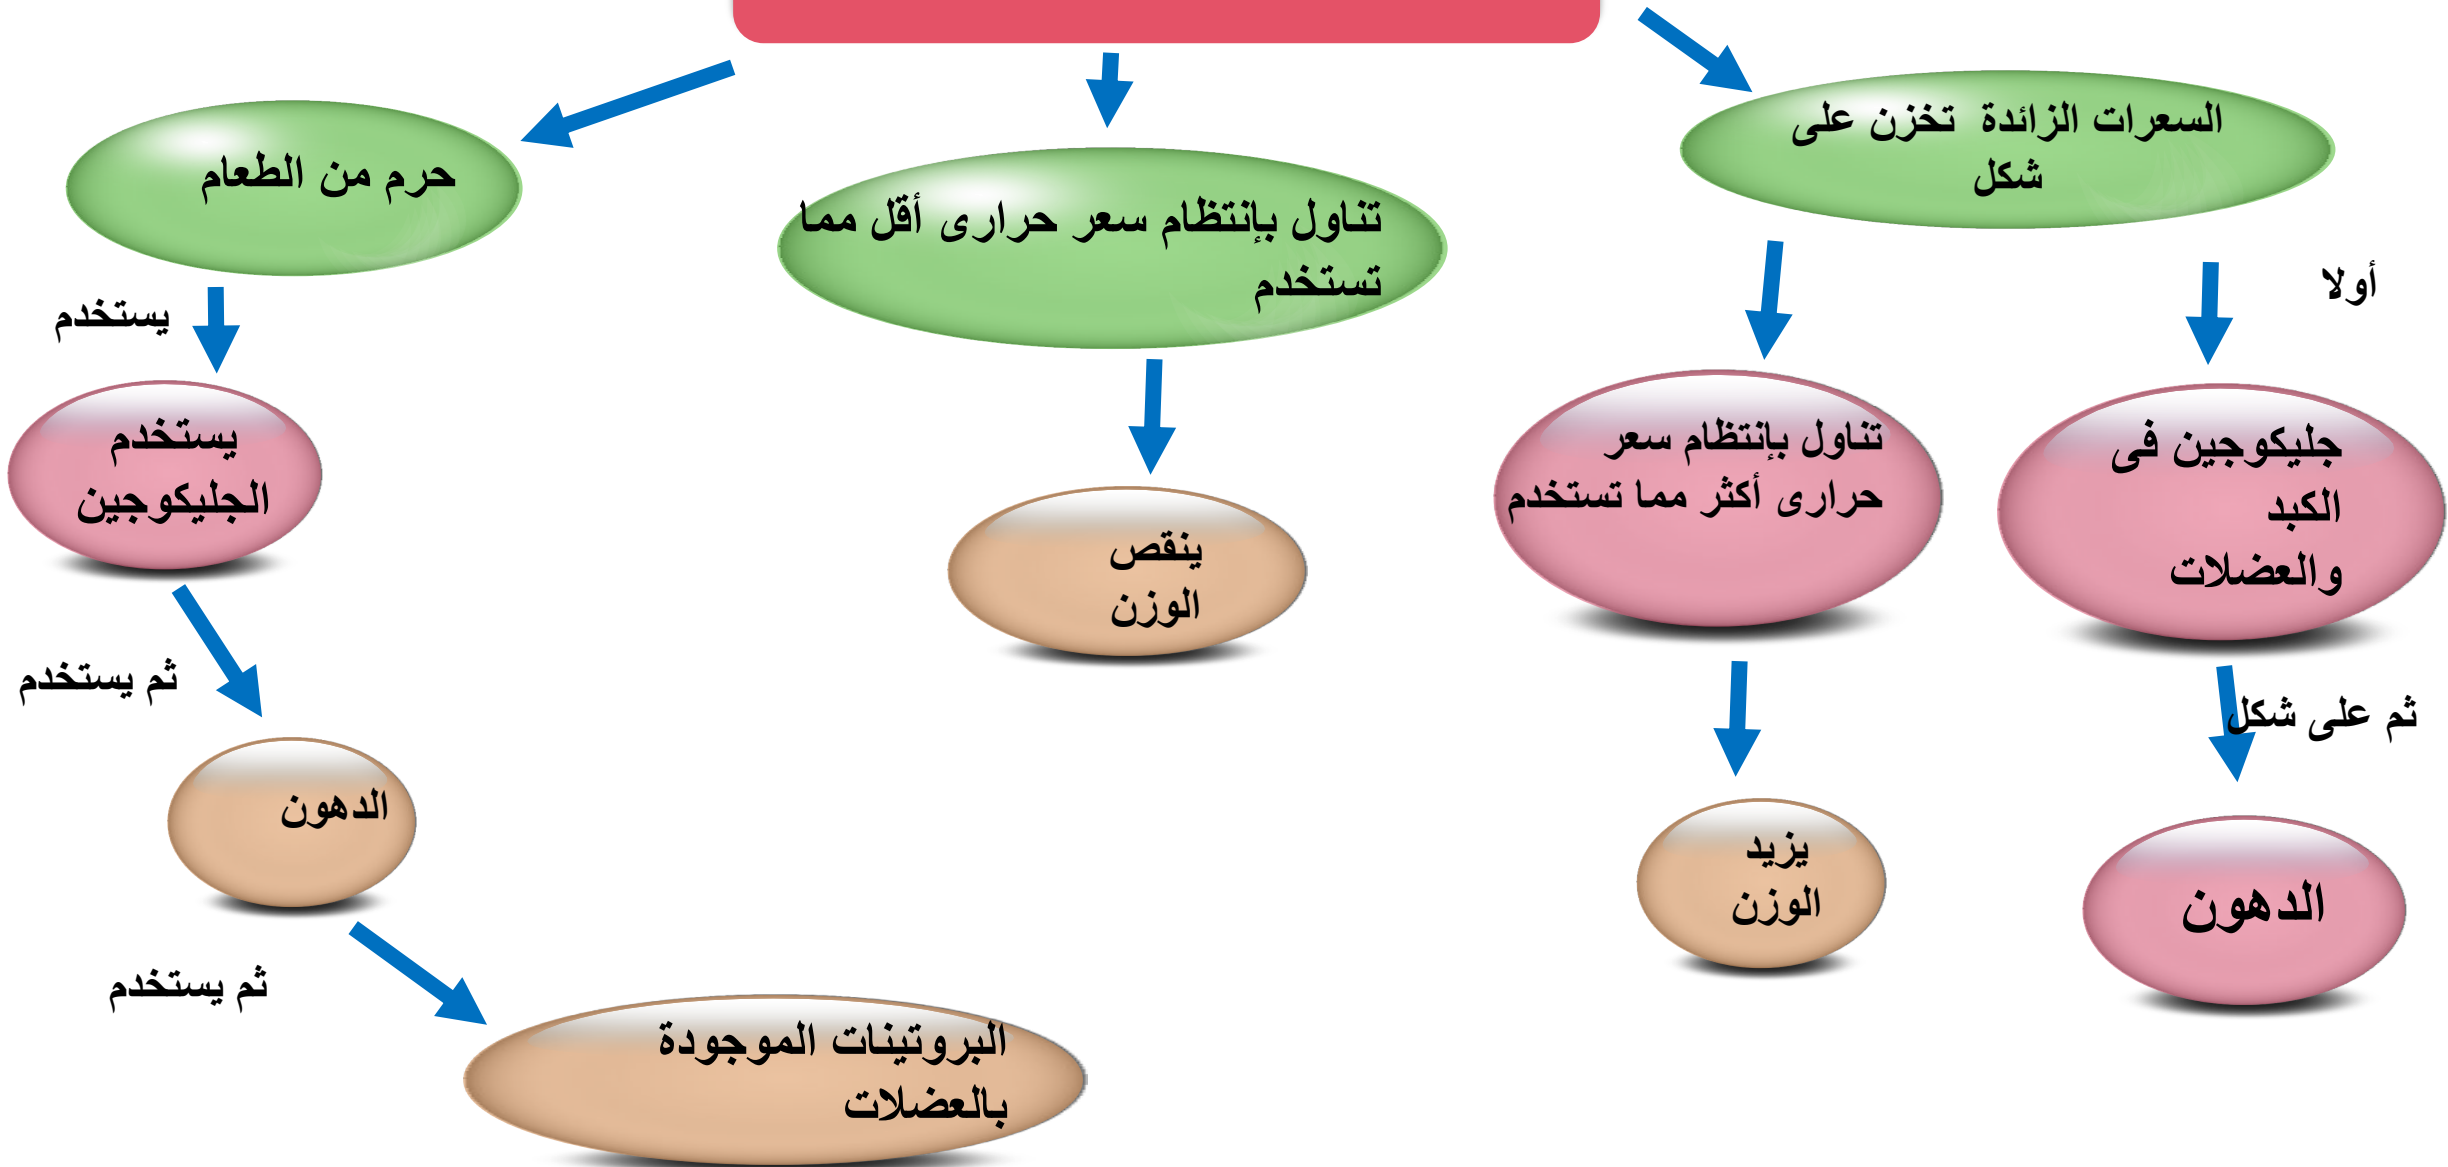 السعرات الزائدة تخزن على
شكل
أولا
جليكوجين فى
الكبد
والعضلات
ثم على شكل
الدهون
تناول بإنتظام سعر
حرارى أكثر مما تستخدم
يزيد
الوزن
تناول بإنتظام سعر حرارى أقل مما
تستخدم
ينقص
الوزن
حرم من الطعام
يستخدم
يستخدم
الجليكوجين
ثم يستخدم
الدهون
ثم يستخدم
البروتينات الموجودة
بالعضلات